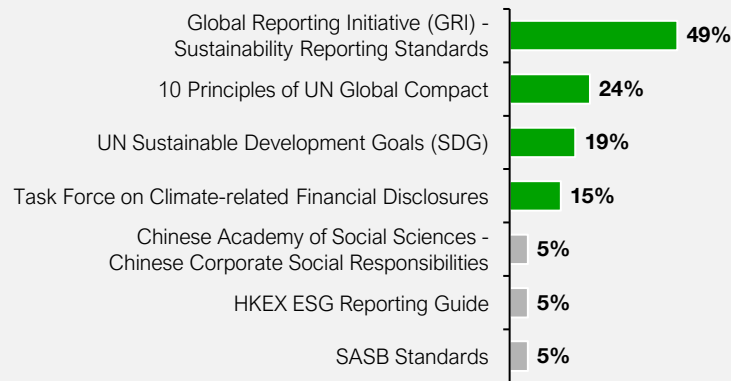 Global Reporting Initiative (GRI) -
Sustainability Reporting Standards
49%
10 Principles of UN Global Compact
24%
UN Sustainable Development Goals (SDG)
19%
Task Force on Climate-related Financial Disclosures
15%
Chinese Academy of Social Sciences -
Chinese Corporate Social Responsibilities
5%
HKEX ESG Reporting Guide
5%
SASB Standards
5%